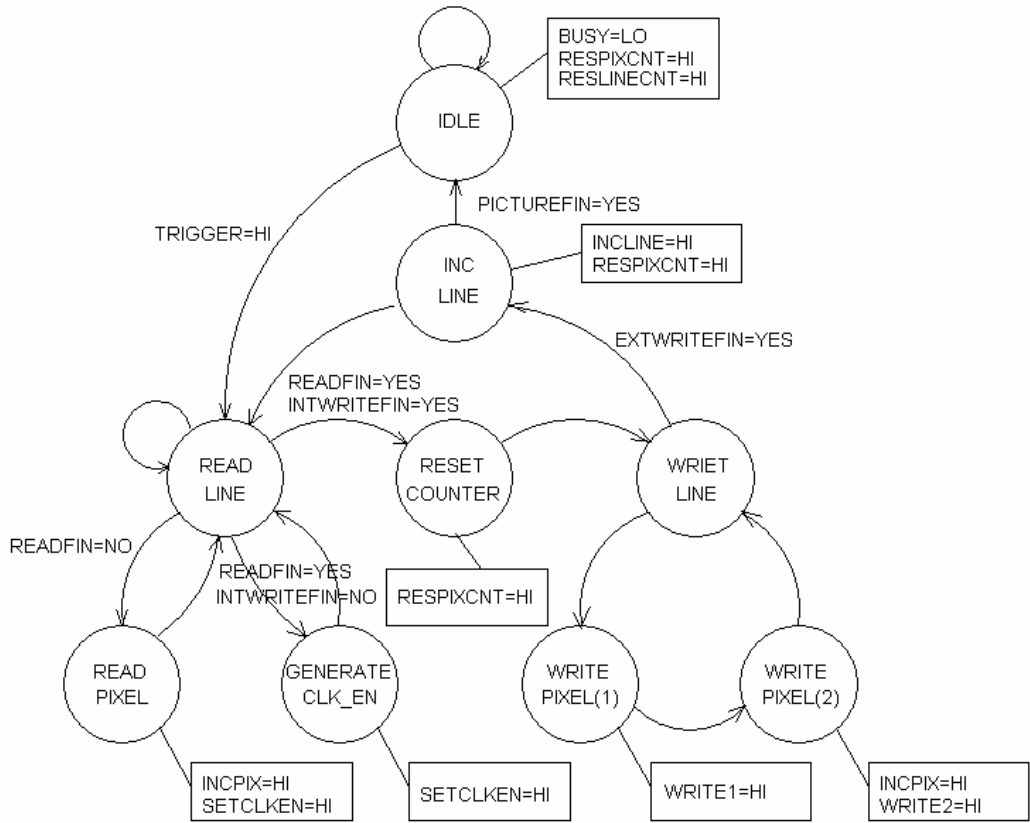 BUSY=LO
RESPIXCNT=HI
RESLINECNT=HI
IDLE
PICTUREFIN=YES
TRIGGER=HI
INCLINE=HI
RESPIXCNT=HI
INC
LINE
EXTWRITEFIN=YES
READFIN=YES
INTWRITEFIN=YES
READ
LINE
RESET
COUNTER
WRIET
LINE
READFIN=NO
READFIN=YES
INTWRITEFIN=NO
RESPIXCNT=HI
READ
PIXEL
GENERATE
CLK_EN
WRITE
PIXEL(1)
WRITE
PIXEL(2)
INCPIX=HI
SETCLKEN=HI
SETCLKEN=HI
WRITE1=HI
INCPIX=HI
WRITE2=HI